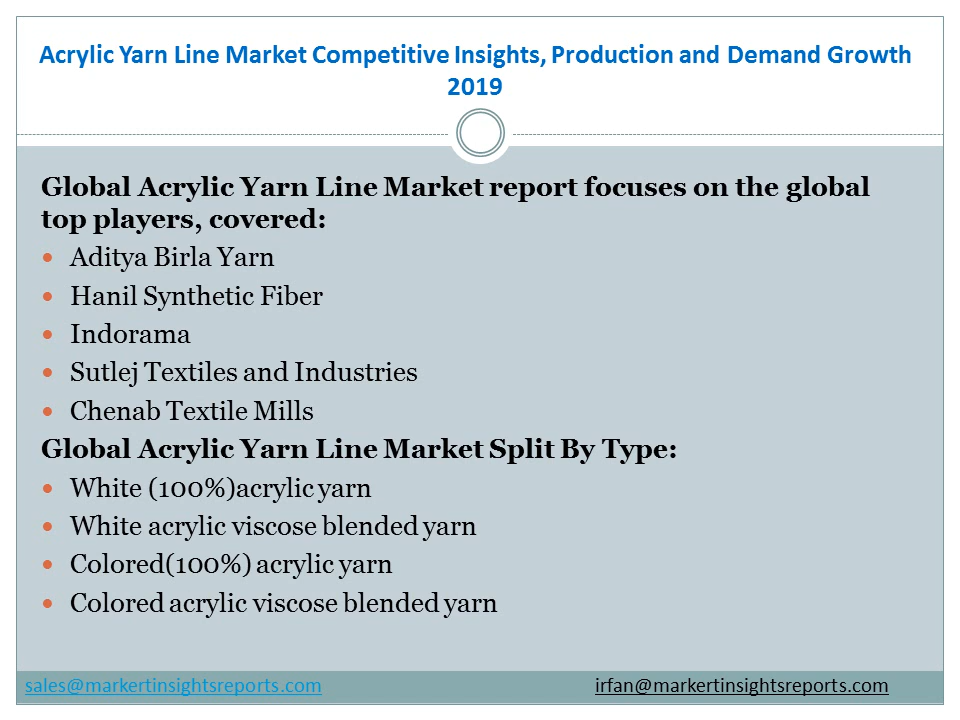 Acrylic Yarn Line Market Competitive Insights, Production and Demand Growth
2019
Global Acrylic Yarn Line Market report focuses on the global
top players, covered:
Aditya Birla Yarn
Hanil Synthetic Fiber
Indorama
Sutlej Textiles and Industries
Chenab Textile Mills
Global Acrylic Yarn Line Market Split By Type:
White (100%)acrylic yarn
White acrylic viscose blended yarn
Colored(100%) acrylic yarn
Colored acrylic viscose blended yarn
sales@markertinsightsreports.com irfan@markertinsightsreports.com